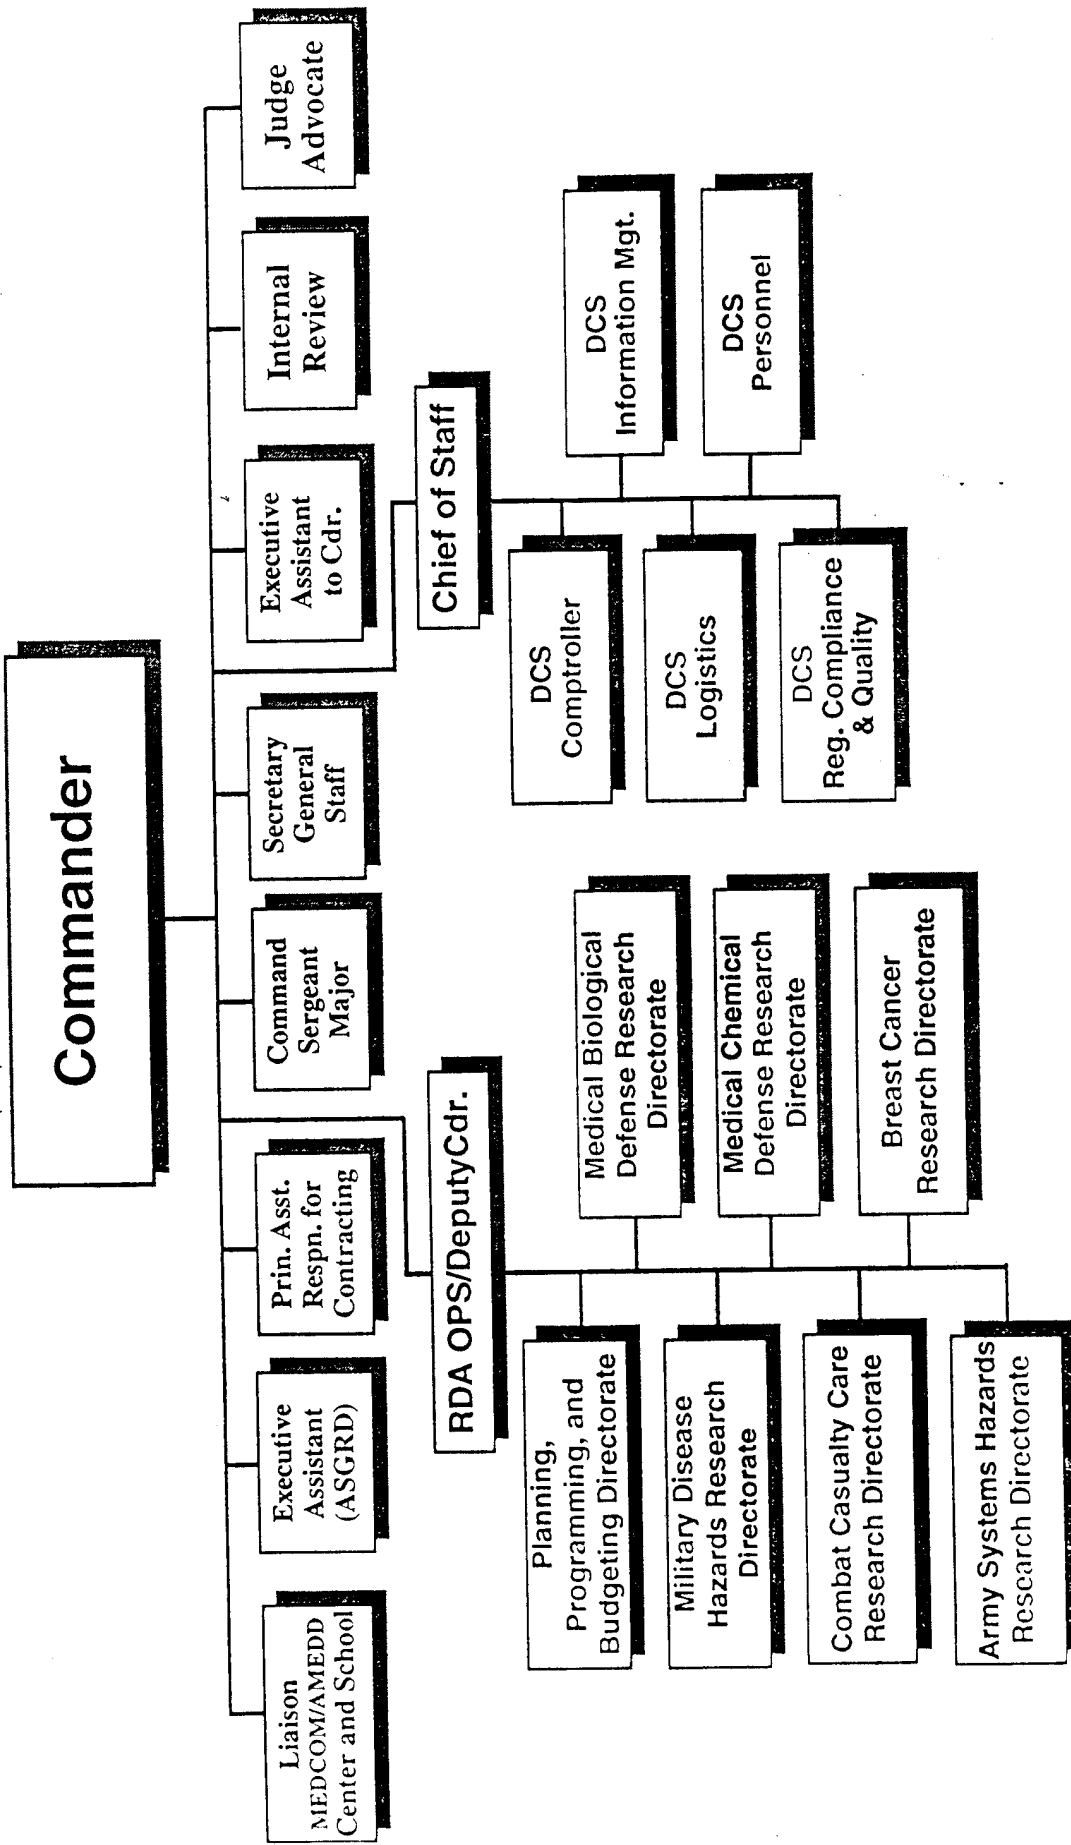 Commander
Liaison
MEDCOM/AMEDD
Center and School
Executive
Assistant
(ASGRD)
Prin. Asst.
Respn. for
Contracting
Command
Sergeant
Major
Secretary
General
Staff
Executive
Assistant
to Cdr.
Internal
Review
Judge
Advocate
RDA OPS/DeputyCdr.
Planning,
Programming, and
Budgeting Directorate
Medical Biological
Defense Research
Directorate
Military Disease
Hazards Research
Directorate
Medical Chemical
Defense Research
Directorate
Combat Casualty Care
Research Directorate
Breast Cancer
Research Directorate
Army Systems Hazards
Research Directorate
Chief of Staff
DCS
Comptroller
DCS
Information Mgt.
DCS
Logistics
DCS
Personnel
DCS
Reg. Compliance
& Quality